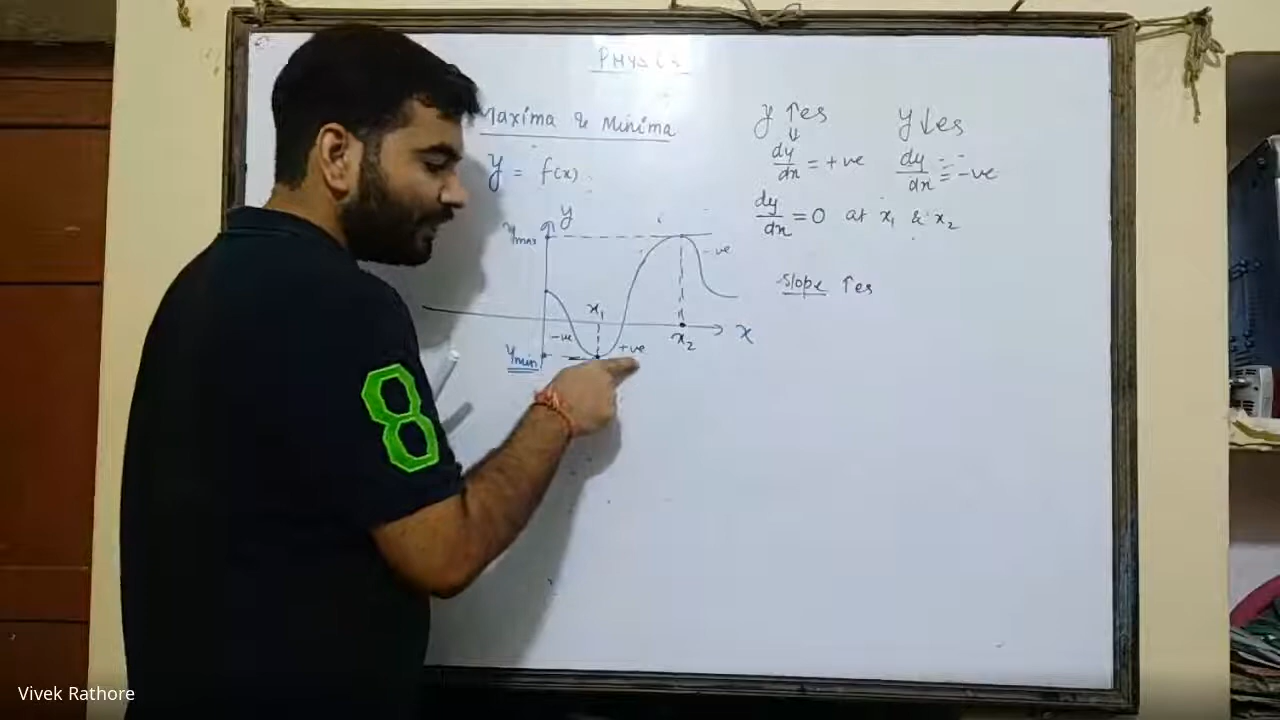 PHYSICS
Maxima & Minima
y = f(x)
y ↑es
y ↓es
dy/dx = +ve
dy/dx = -ve
dy/dx = 0 at x₁ & x₂
slope ↑es
y
ymax
-ve
x₁
x
x₂
-ve
+ve
ymin
8
Vivek Rathore